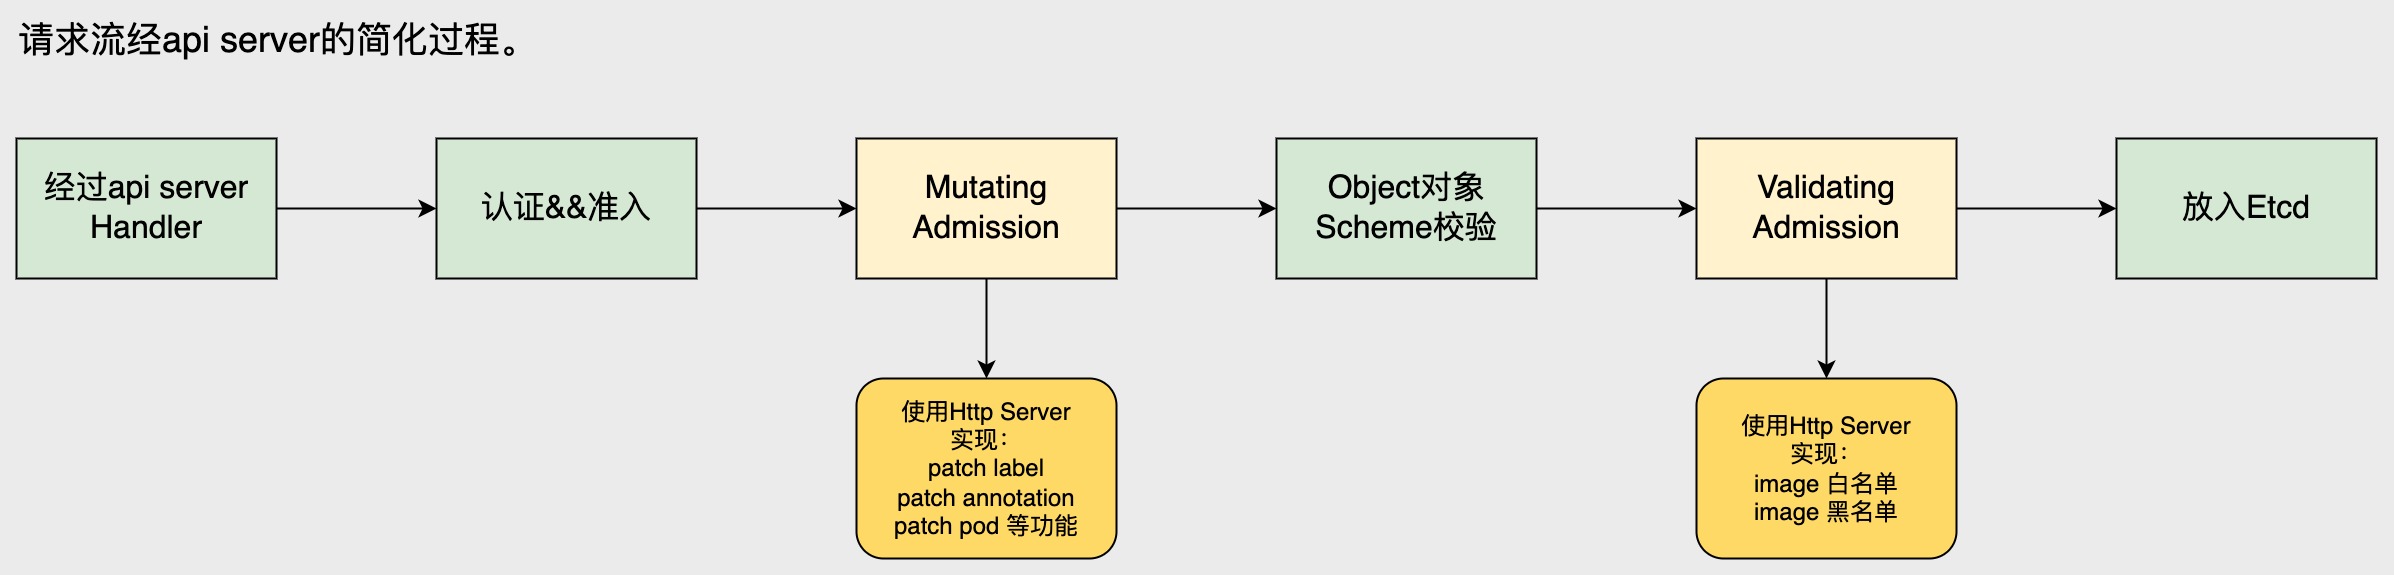 请求流经api server的简化过程。
经过api server
Handler
认证&&准入
Mutating
Admission
Object对象
Scheme校验
Validating
Admission
放入Etcd
使用Http Server
实现：
patch label
patch annotation
patch pod 等功能
使用Http Server
实现：
image 白名单
image 黑名单